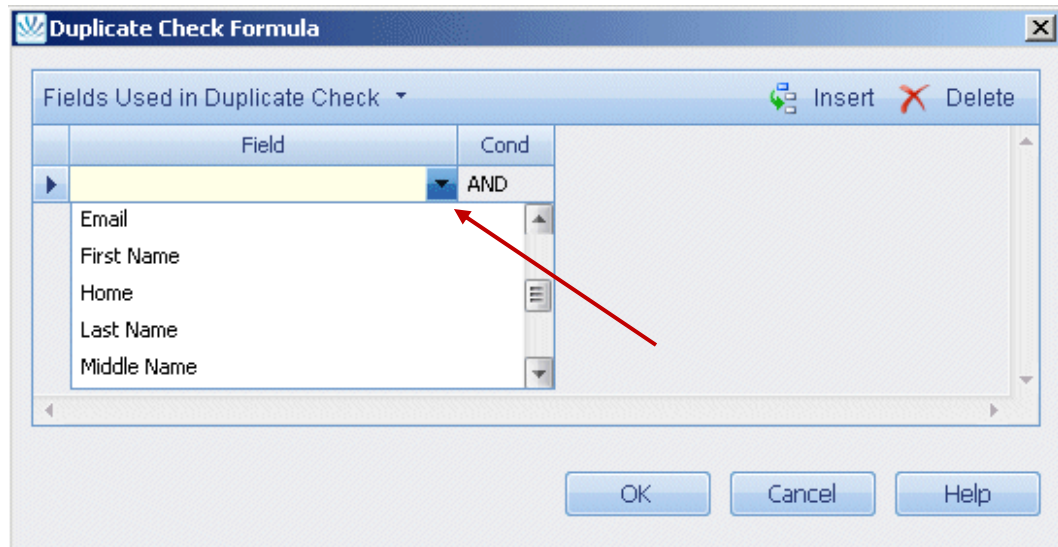 Duplicate Check Formula
Fields Used in Duplicate Check Insert Delete
Field Cond
AND
Email
First Name
Home
Last Name
Middle Name
OK Cancel Help